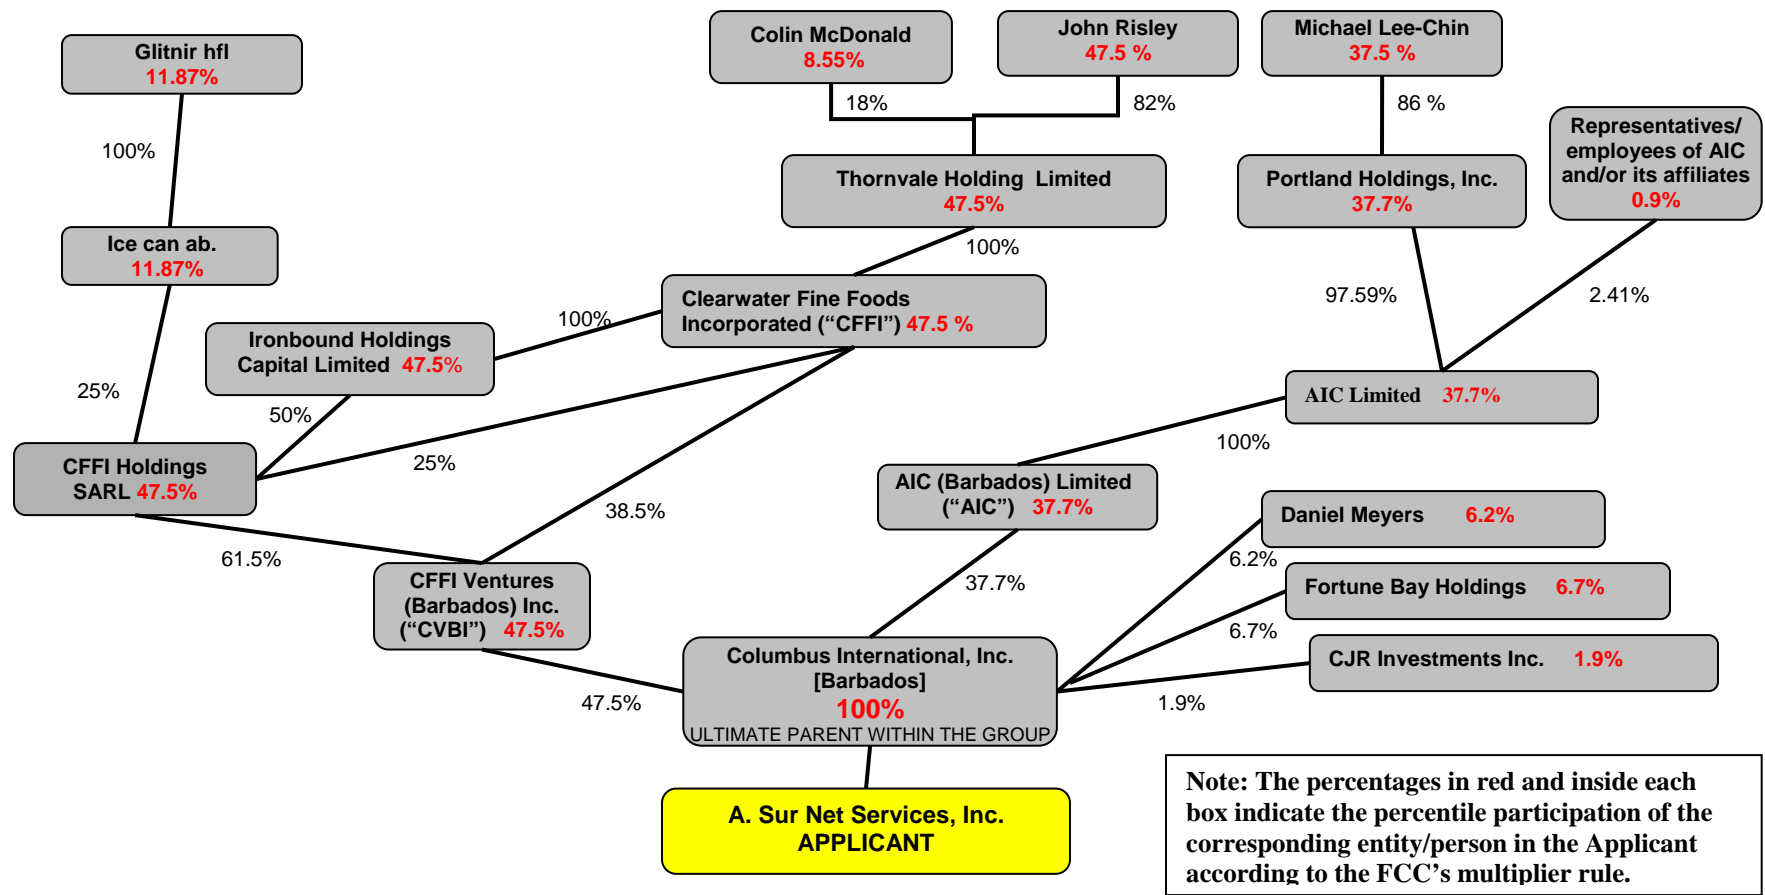 Glitnir hfl
11.87%
Colin McDonald
8.55%
John Risley
47.5 %
Michael Lee-Chin
37.5 %
100%
18%
82%
86 %
Representatives/
employees of AIC
and/or its affiliates
0.9%
Thornvale Holding Limited
47.5%
Portland Holdings, Inc.
37.7%
Ice can ab.
11.87%
100%
97.59%
2.41%
Clearwater Fine Foods
Incorporated (“CFFI”) 47.5 %
100%
Ironbound Holdings
Capital Limited 47.5%
25%
50%
AIC Limited 37.7%
100%
CFFI Holdings
SARL 47.5%
25%
38.5%
AIC (Barbados) Limited
(“AIC”) 37.7%
Daniel Meyers 6.2%
61.5%
6.2%
CFFI Ventures
(Barbados) Inc.
(“CVBI”) 47.5%
37.7%
Fortune Bay Holdings 6.7%
6.7%
CJR Investments Inc. 1.9%
47.5%
1.9%
Columbus International, Inc.
[Barbados]
100%
ULTIMATE PARENT WITHIN THE GROUP
A. Sur Net Services, Inc.
APPLICANT
Note: The percentages in red and inside each
box indicate the percentile participation of the
corresponding entity/person in the Applicant
according to the FCC’s multiplier rule.